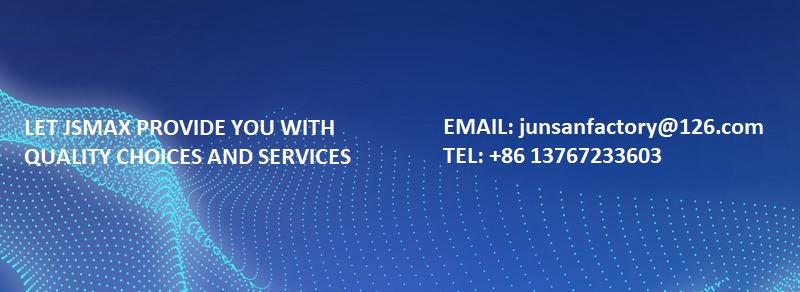 LET JSMAX PROVIDE YOU WITH
QUALITY CHOICES AND SERVICES
EMAIL: junsanfactory@126.com
TEL: +86 13767233603